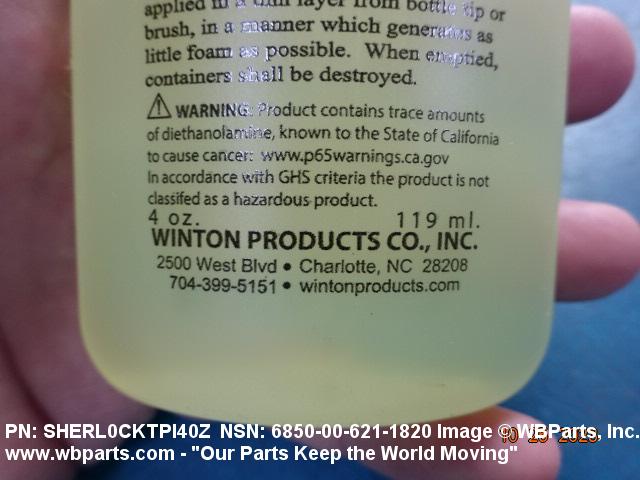 applied in a thin layer from bottle tip or
brush, in a manner which generates as
little foam as possible. When emptied,
containers shall be destroyed.
⚠ WARNING: Product contains trace amounts
of diethanolamine, known to the State of California
to cause cancer: www.p65warnings.ca.gov
In accordance with GHS criteria the product is not
classifed as a hazardous product.
4 oz. 119 ml.
WINTON PRODUCTS CO., INC.
2500 West Blvd • Charlotte, NC 28208
704-399-5151 • wintonproducts.com
PN: SHERL0CKTPI40Z NSN: 6850-00-621-1820 Image © WBParts, Inc.
www.wbparts.com - "Our Parts Keep the World Moving"